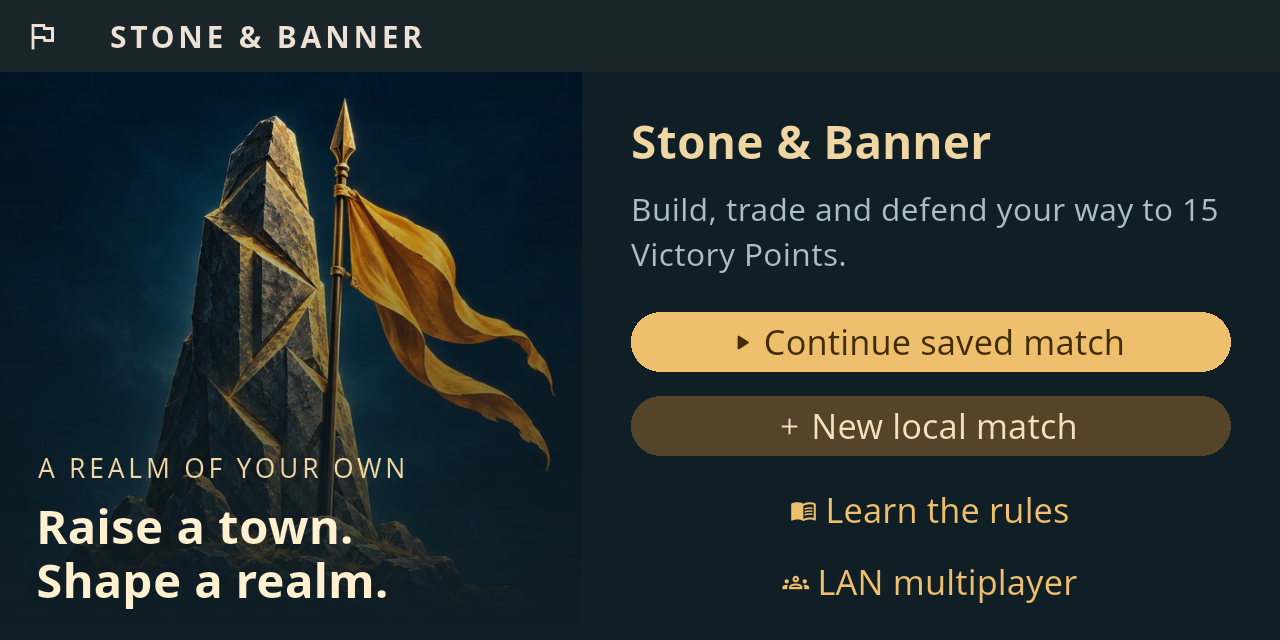 STONE & BANNER
A REALM OF YOUR OWN
Raise a town.
Shape a realm.
Stone & Banner
Build, trade and defend your way to 15
Victory Points.
Continue saved match
New local match
Learn the rules
LAN multiplayer